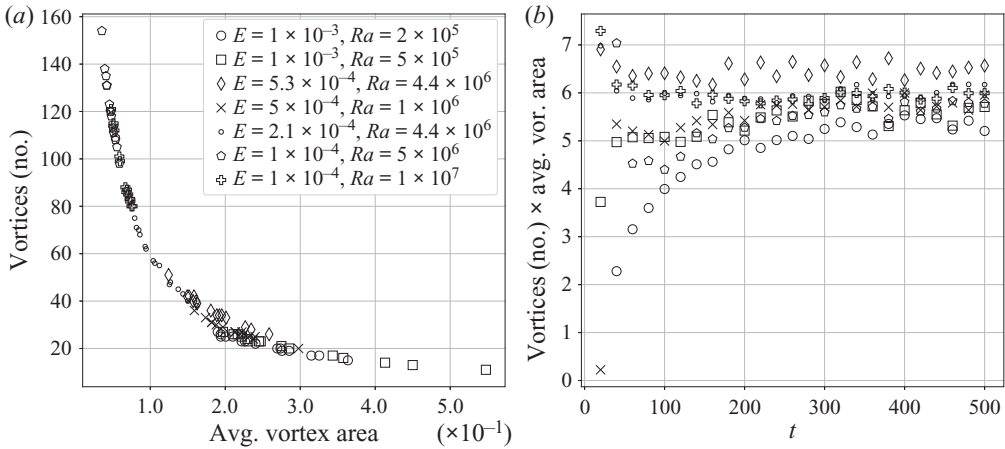 (a)
160
140
120
100
80
60
40
20
Vortices (no.)
E = 1 × 10⁻³, Ra = 2 × 10⁵
E = 1 × 10⁻³, Ra = 5 × 10⁵
E = 5.3 × 10⁻⁴, Ra = 4.4 × 10⁶
E = 5 × 10⁻⁴, Ra = 1 × 10⁶
E = 2.1 × 10⁻⁴, Ra = 4.4 × 10⁶
E = 1 × 10⁻⁴, Ra = 5 × 10⁶
E = 1 × 10⁻⁴, Ra = 1 × 10⁷
1.0 2.0 3.0 4.0 5.0
Avg. vortex area (×10⁻¹)
(b)
7
6
5
4
3
2
1
0
Vortices (no.) × avg. vor. area
0 100 200 300 400 500
t